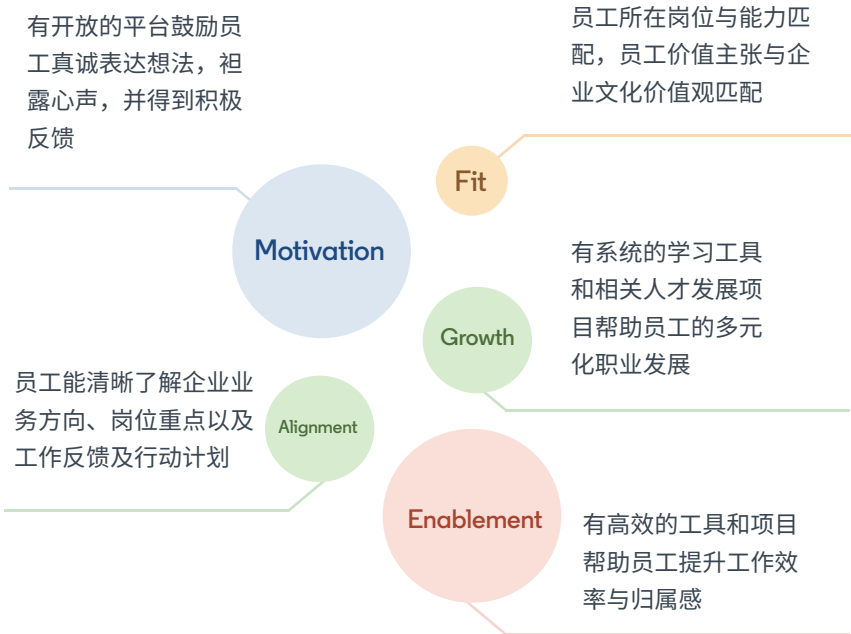 有开放的平台鼓励员
工真诚表达想法，袒
露心声，并得到积极
反馈
Motivation
员工所在岗位与能力匹
配，员工价值主张与企
业文化价值观匹配
Fit
有系统的学习工具
和相关人才发展项
目帮助员工的多元
化职业发展
Growth
员工能清晰了解企业业
务方向、岗位重点以及
工作反馈及行动计划
Alignment
Enablement
有高效的工具和项目
帮助员工提升工作效
率与归属感